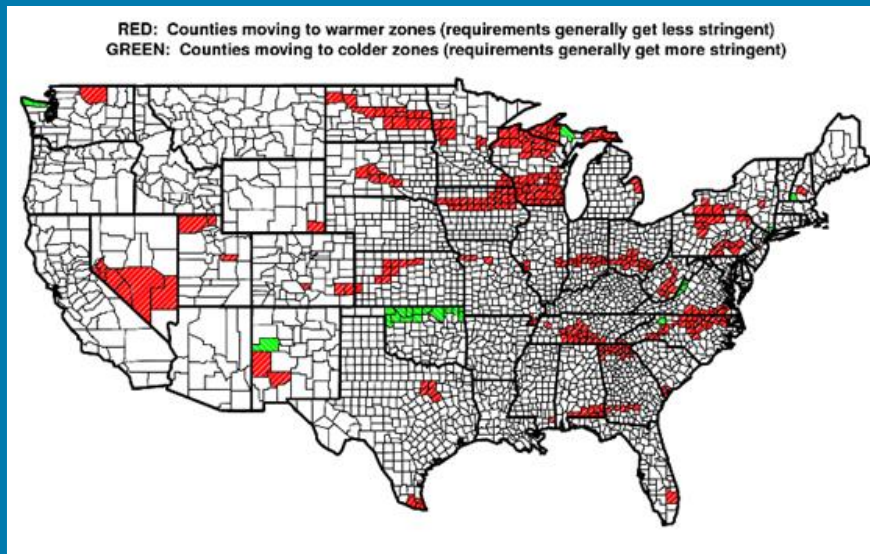 RED: Counties moving to warmer zones (requirements generally get less stringent)
GREEN: Counties moving to colder zones (requirements generally get more stringent)